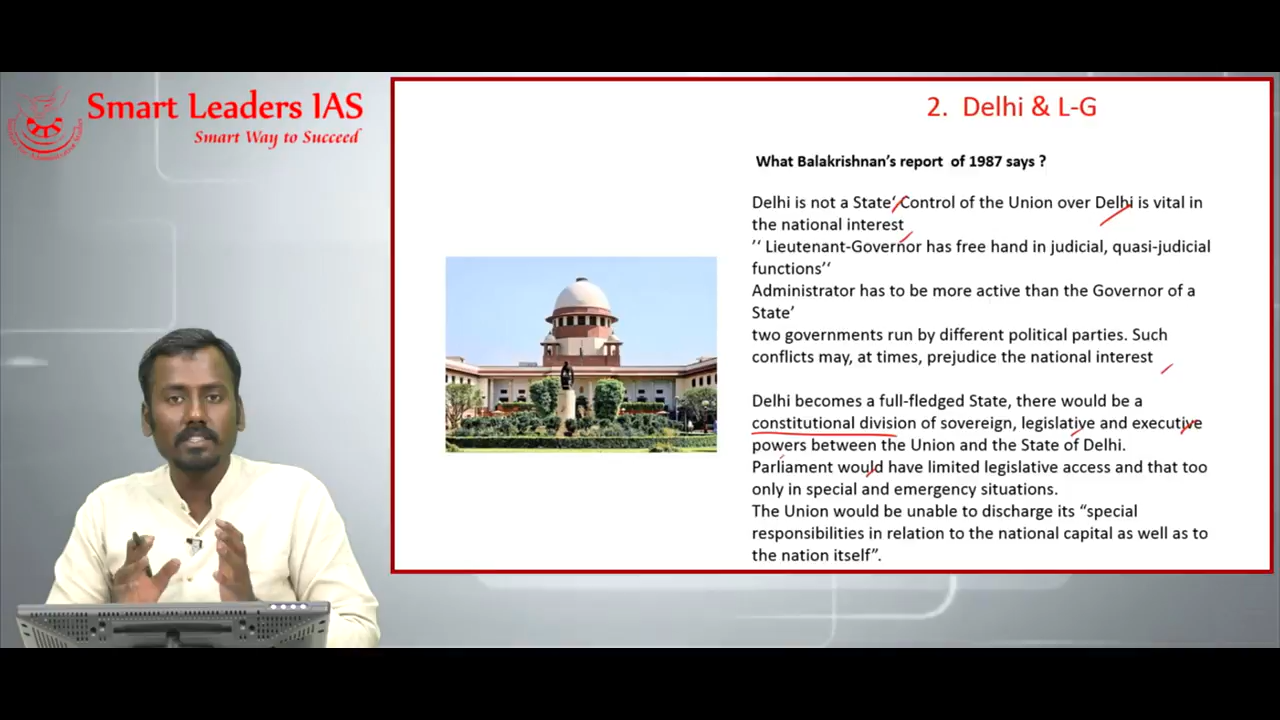 Smart Leaders IAS
Smart Way to Succeed
2. Delhi & L-G
What Balakrishnan's report of 1987 says ?
Delhi is not a State‘ Control of the Union over Delhi is vital in
the national interest
’‘ Lieutenant-Governor has free hand in judicial, quasi-judicial
functions’‘
Administrator has to be more active than the Governor of a
State’
two governments run by different political parties. Such
conflicts may, at times, prejudice the national interest
Delhi becomes a full-fledged State, there would be a
constitutional division of sovereign, legislative and executive
powers between the Union and the State of Delhi.
Parliament would have limited legislative access and that too
only in special and emergency situations.
The Union would be unable to discharge its “special
responsibilities in relation to the national capital as well as to
the nation itself”.